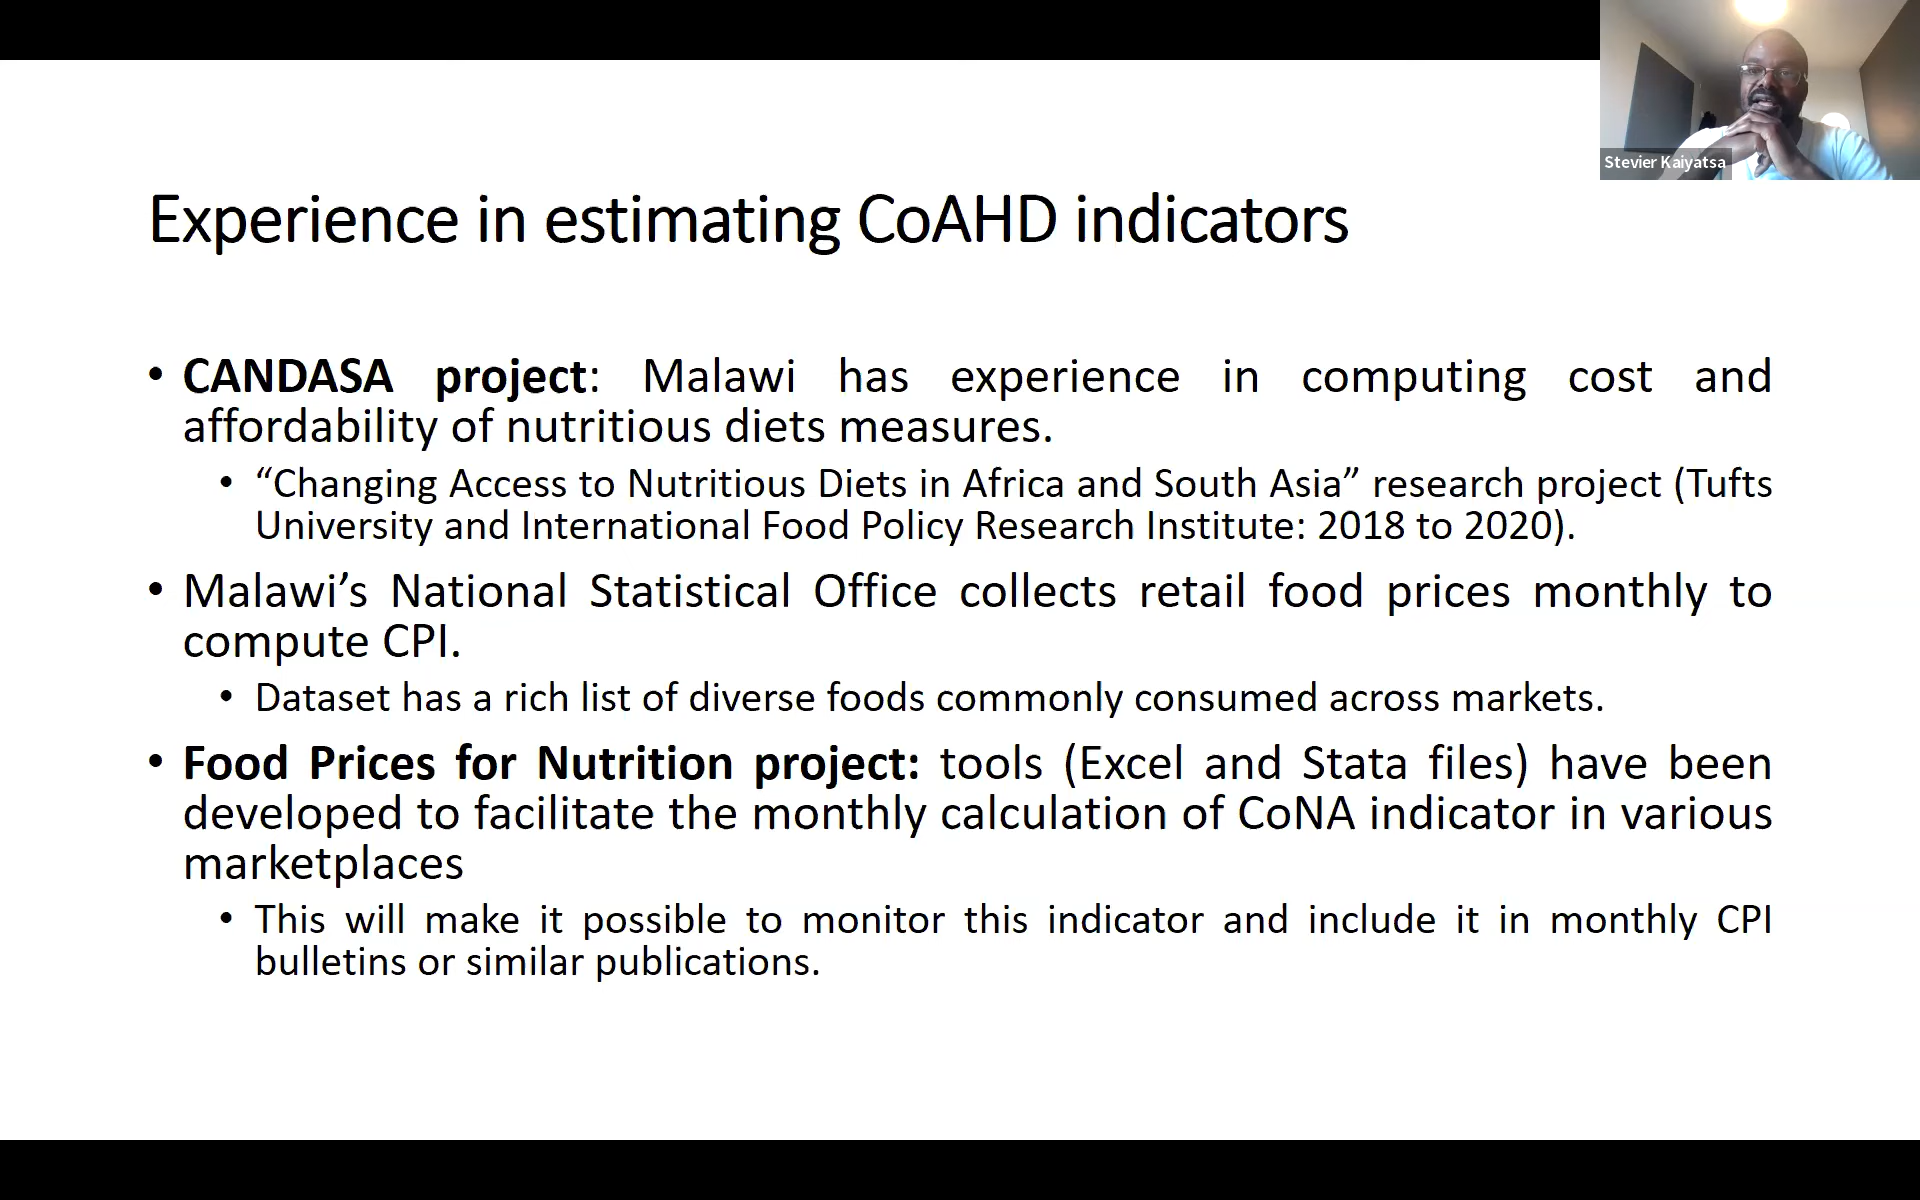 Stevier Kaiyatsa
Experience in estimating CoAHD indicators
• CANDASA project: Malawi has experience in computing cost and
affordability of nutritious diets measures.
• “Changing Access to Nutritious Diets in Africa and South Asia” research project (Tufts
University and International Food Policy Research Institute: 2018 to 2020).
• Malawi’s National Statistical Office collects retail food prices monthly to
compute CPI.
• Dataset has a rich list of diverse foods commonly consumed across markets.
• Food Prices for Nutrition project: tools (Excel and Stata files) have been
developed to facilitate the monthly calculation of CoNA indicator in various
marketplaces
• This will make it possible to monitor this indicator and include it in monthly CPI
bulletins or similar publications.